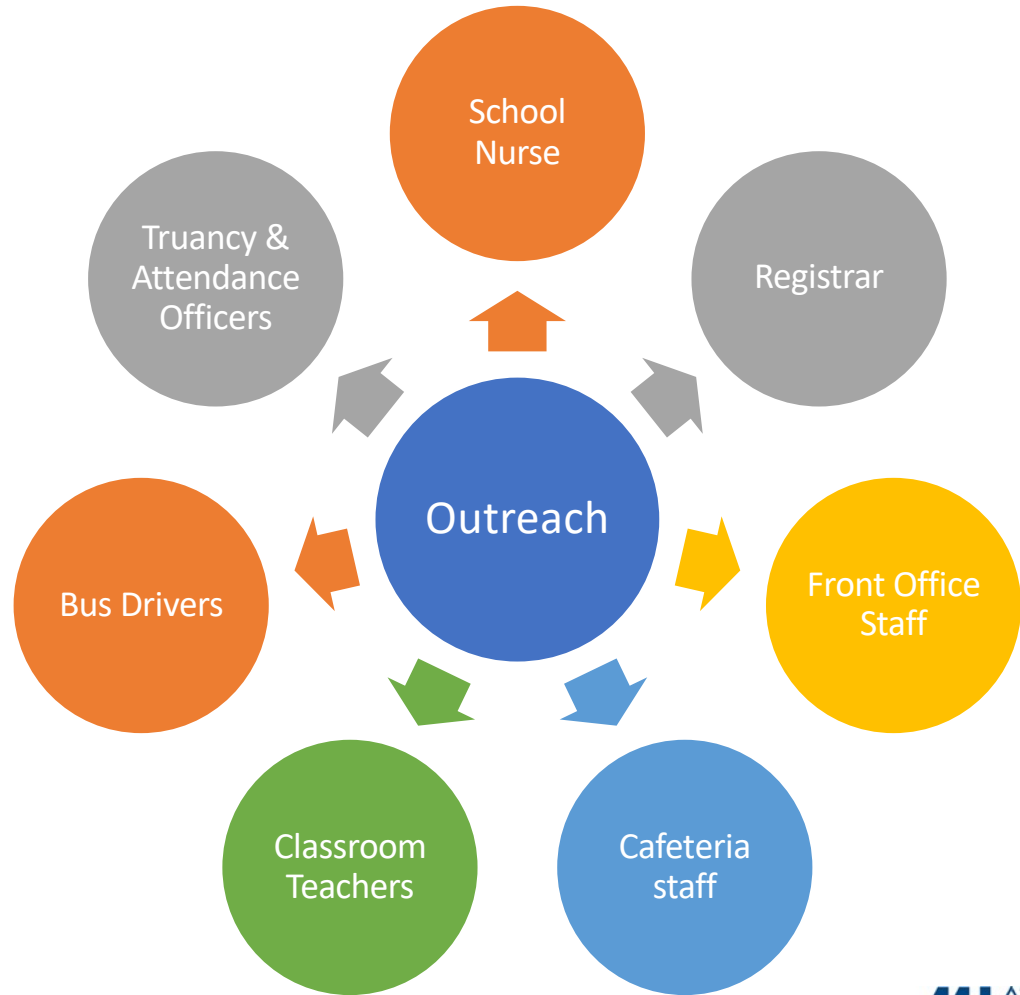 School
Nurse
Truancy &
Attendance
Officers
Registrar
Outreach
Bus Drivers
Front Office
Staff
Classroom
Teachers
Cafeteria
staff